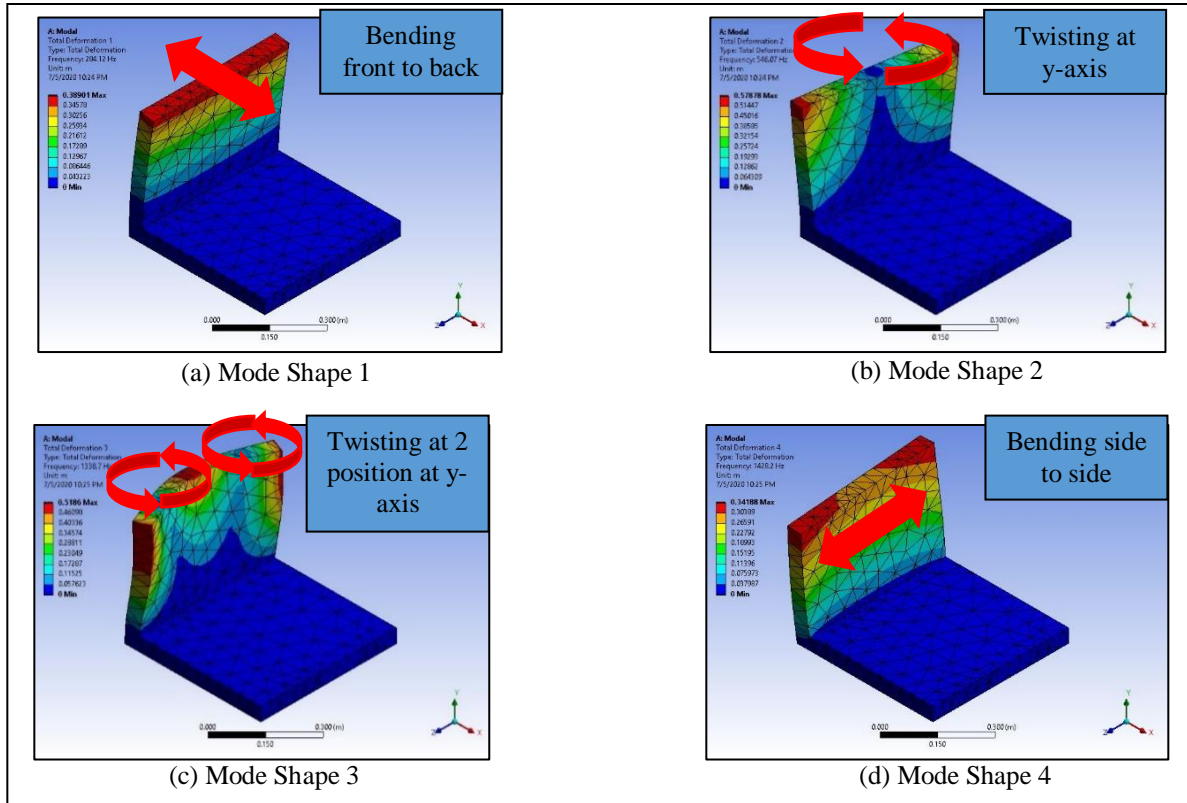 A: Modal
Total Deformation 1
Type: Total Deformation
Frequency: 204.12 Hz
Unit: m
7/5/2020 10:24 PM
0.38901 Max
0.34578
0.30256
0.25934
0.21612
0.17289
0.12967
0.086446
0.043223
0 Min
Bending
front to back
0.000
0.300 (m)
0.150
Y
Z
X
(a) Mode Shape 1
A: Modal
Total Deformation 2
Type: Total Deformation
Frequency: 546.07 Hz
Unit: m
7/5/2020 10:24 PM
0.57878 Max
0.51447
0.45016
0.38585
0.32154
0.25724
0.19293
0.12862
0.064309
0 Min
Twisting at
y-axis
0.000
0.300 (m)
0.150
Y
Z
X
(b) Mode Shape 2
A: Modal
Total Deformation 3
Type: Total Deformation
Frequency: 1338.7 Hz
Unit: m
7/5/2020 10:25 PM
0.5186 Max
0.46098
0.40336
0.34574
0.28811
0.23049
0.17287
0.11525
0.057623
0 Min
Twisting at 2
position at y-
axis
0.000
0.300 (m)
0.150
Y
Z
X
(c) Mode Shape 3
A: Modal
Total Deformation 4
Type: Total Deformation
Frequency: 1428.2 Hz
Unit: m
7/5/2020 10:25 PM
0.34188 Max
0.30389
0.26591
0.22792
0.18993
0.15195
0.11396
0.075973
0.037987
0 Min
Bending side
to side
0.000
0.300 (m)
0.150
Y
Z
X
(d) Mode Shape 4